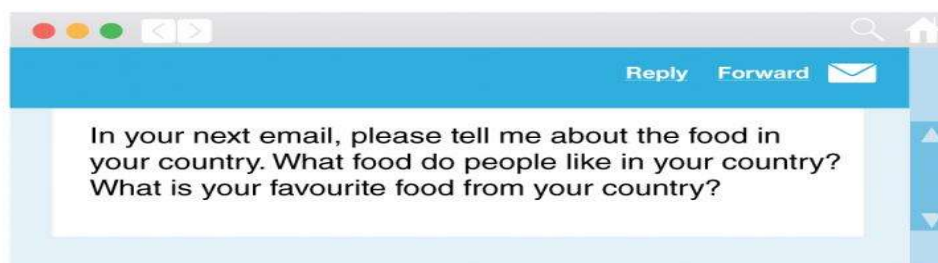 Reply Forward
In your next email, please tell me about the food in
your country. What food do people like in your country?
What is your favourite food from your country?